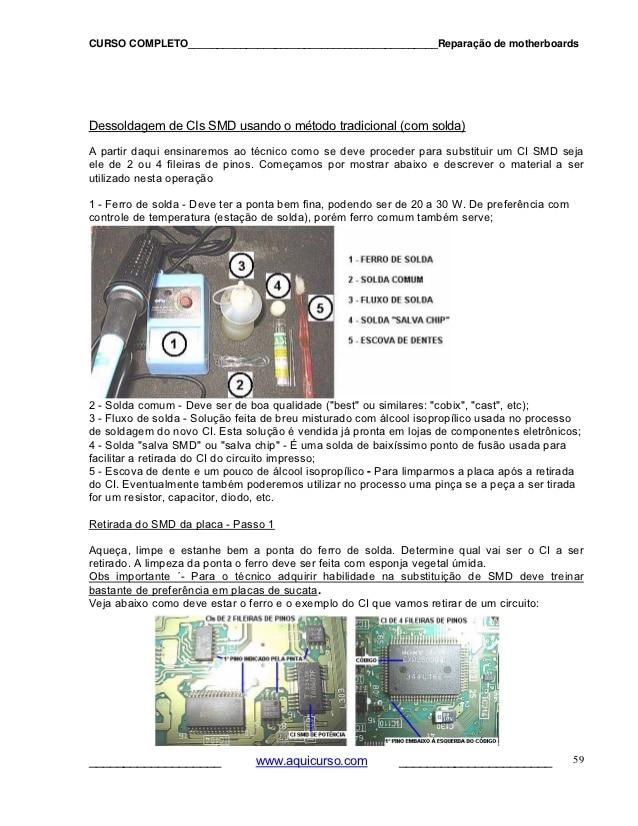 CURSO COMPLETO__________________________________________Reparação de motherboards
Dessoldagem de CIs SMD usando o método tradicional (com solda)
A partir daqui ensinaremos ao técnico como se deve proceder para substituir um CI SMD seja
ele de 2 ou 4 fileiras de pinos. Começamos por mostrar abaixo e descrever o material a ser
utilizado nesta operação
1 - Ferro de solda - Deve ter a ponta bem fina, podendo ser de 20 a 30 W. De preferência com
controle de temperatura (estação de solda), porém ferro comum também serve;
1
2
3
4
5
1 - FERRO DE SOLDA
2 - SOLDA COMUM
3 - FLUXO DE SOLDA
4 - SOLDA "SALVA CHIP"
5 - ESCOVA DE DENTES
2 - Solda comum - Deve ser de boa qualidade ("best" ou similares: "cobix", "cast", etc);
3 - Fluxo de solda - Solução feita de breu misturado com álcool isopropílico usada no processo
de soldagem do novo CI. Esta solução é vendida já pronta em lojas de componentes eletrônicos;
4 - Solda "salva SMD" ou "salva chip" - É uma solda de baixíssimo ponto de fusão usada para
facilitar a retirada do CI do circuito impresso;
5 - Escova de dente e um pouco de álcool isopropílico - Para limparmos a placa após a retirada
do CI. Eventualmente também poderemos utilizar no processo uma pinça se a peça a ser tirada
for um resistor, capacitor, diodo, etc.
Retirada do SMD da placa - Passo 1
Aqueça, limpe e estanhe bem a ponta do ferro de solda. Determine qual vai ser o CI a ser
retirado. A limpeza da ponta o ferro deve ser feita com esponja vegetal úmida.
Obs importante ´- Para o técnico adquirir habilidade na substituição de SMD deve treinar
bastante de preferência em placas de sucata.
Veja abaixo como deve estar o ferro e o exemplo do CI que vamos retirar de um circuito:
CIs DE 2 FILEIRAS DE PINOS
1° PINO INDICADO PELA PINTA
CI SMD DE POTÊNCIA
L303
CI DE 4 FILEIRAS DE PINOS
CÓDIGO
SONY
1° PINO EMBAIXO À ESQUERDA DO CÓDIGO
____________________ www.aquicurso.com _______________________ 59